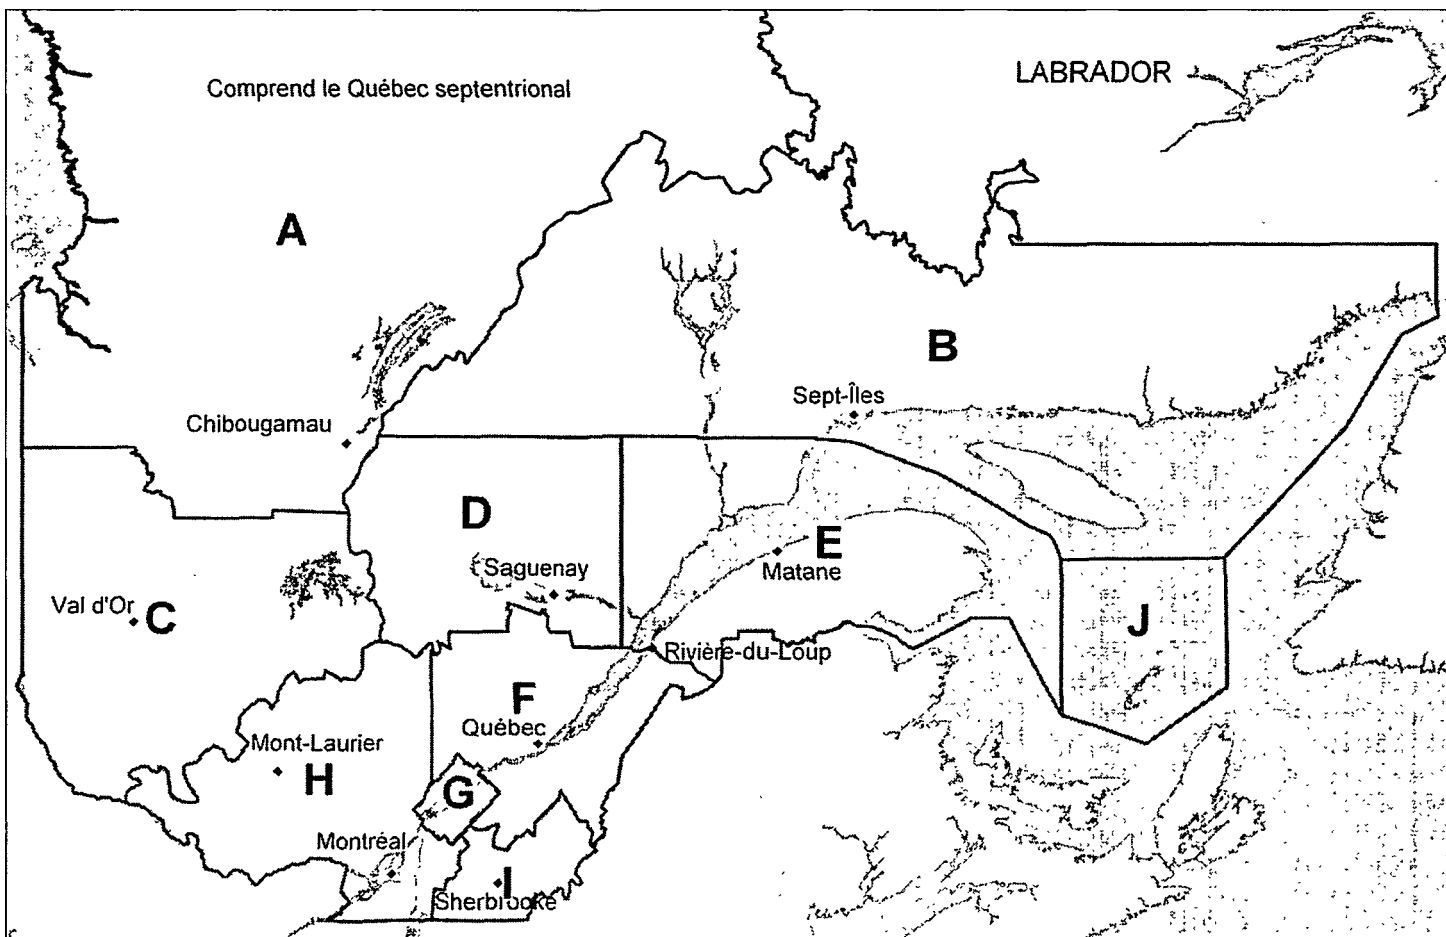 LABRADOR
Comprend le Québec septentrional
A
B
Sept-Îles
Chibougamau
D
E
Saguenay
Matane
Val d'Or
C
J
Rivière-du-Loup
F
Québec
Mont-Laurier
H
G
Montréal
I
Sherbrooke